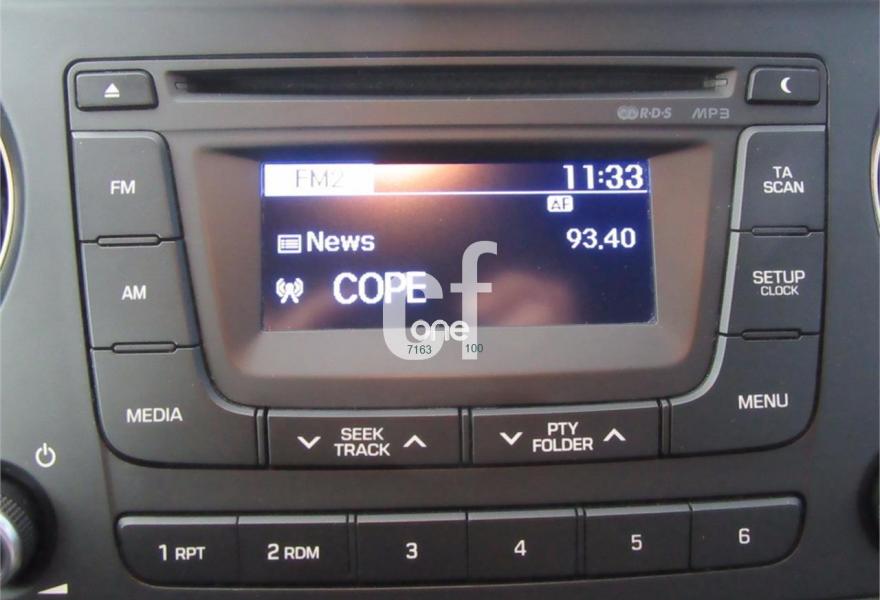 R·D·S MP3
FM
TA
SCAN
FM2 11:33
AF
News 93.40
COPE
AM
SETUP
CLOCK
cf
one
7163 100
MEDIA
MENU
SEEK
TRACK
PTY
FOLDER
1 RPT 2 RDM 3 4 5 6